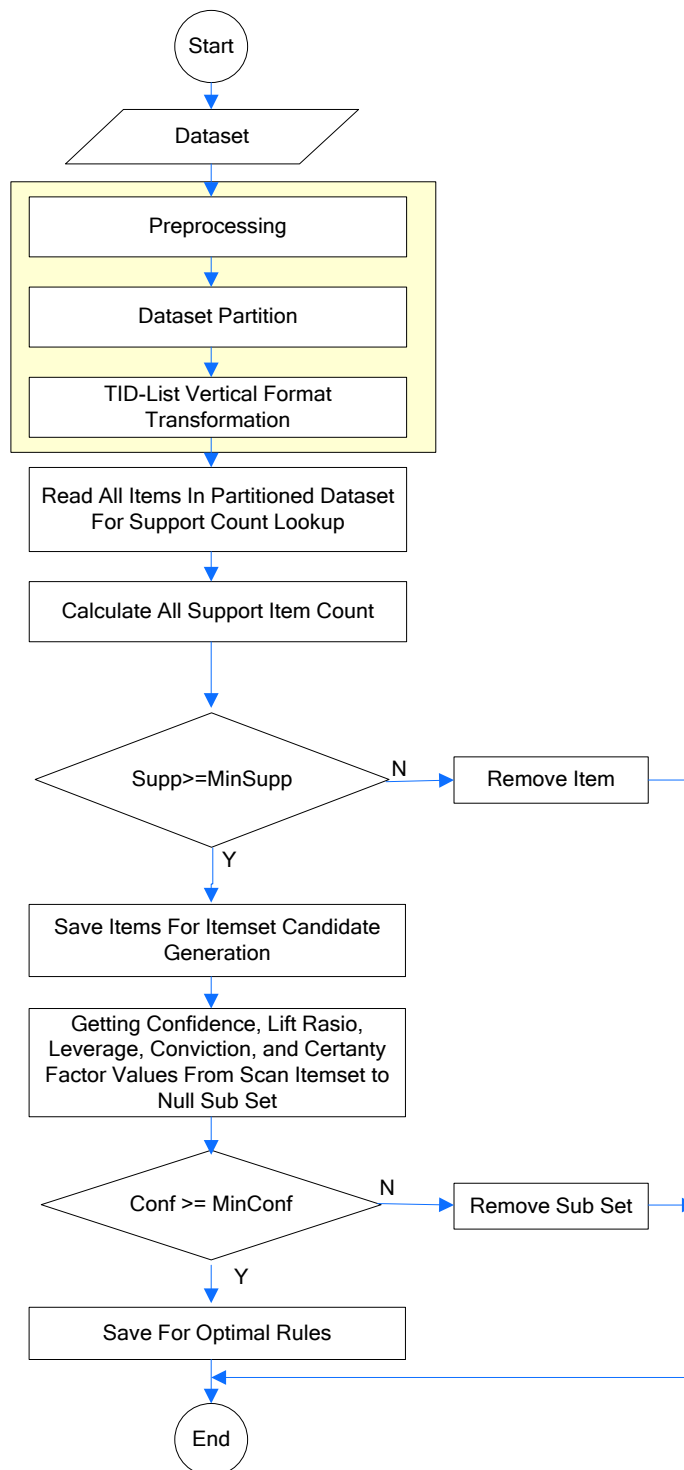 Start
Dataset
Preprocessing
Dataset Partition
TID-List Vertical Format
Transformation
Read All Items In Partitioned Dataset
For Support Count Lookup
Calculate All Support Item Count
Supp>=MinSupp
N
Remove Item
Y
Save Items For Itemset Candidate
Generation
Getting Confidence, Lift Rasio,
Leverage, Conviction, and Certanty
Factor Values From Scan Itemset to
Null Sub Set
Conf >= MinConf
N
Remove Sub Set
Y
Save For Optimal Rules
End